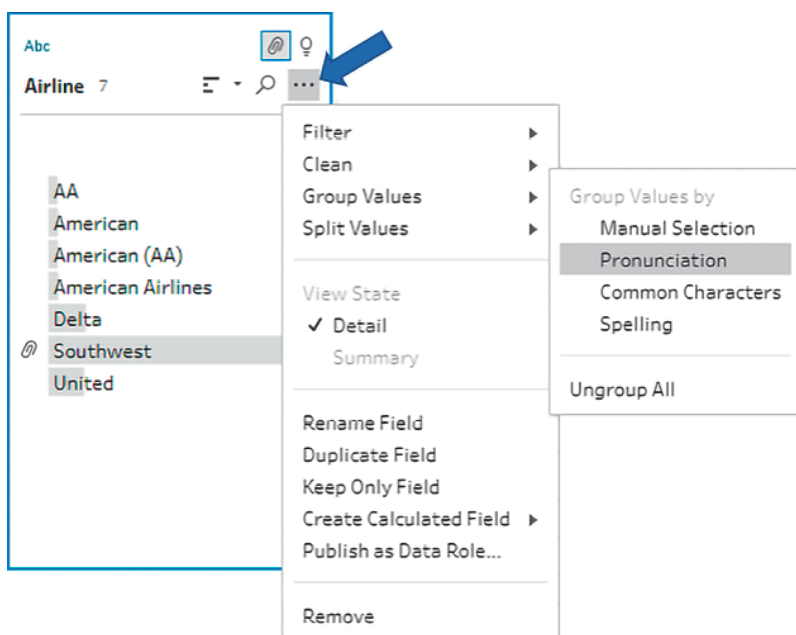 Abc
Airline 7
AA
American
American (AA)
American Airlines
Delta
Southwest
United
Filter
Clean
Group Values
Split Values
View State
✓ Detail
Summary
Rename Field
Duplicate Field
Keep Only Field
Create Calculated Field
Publish as Data Role...
Remove
Group Values by
Manual Selection
Pronunciation
Common Characters
Spelling
Ungroup All